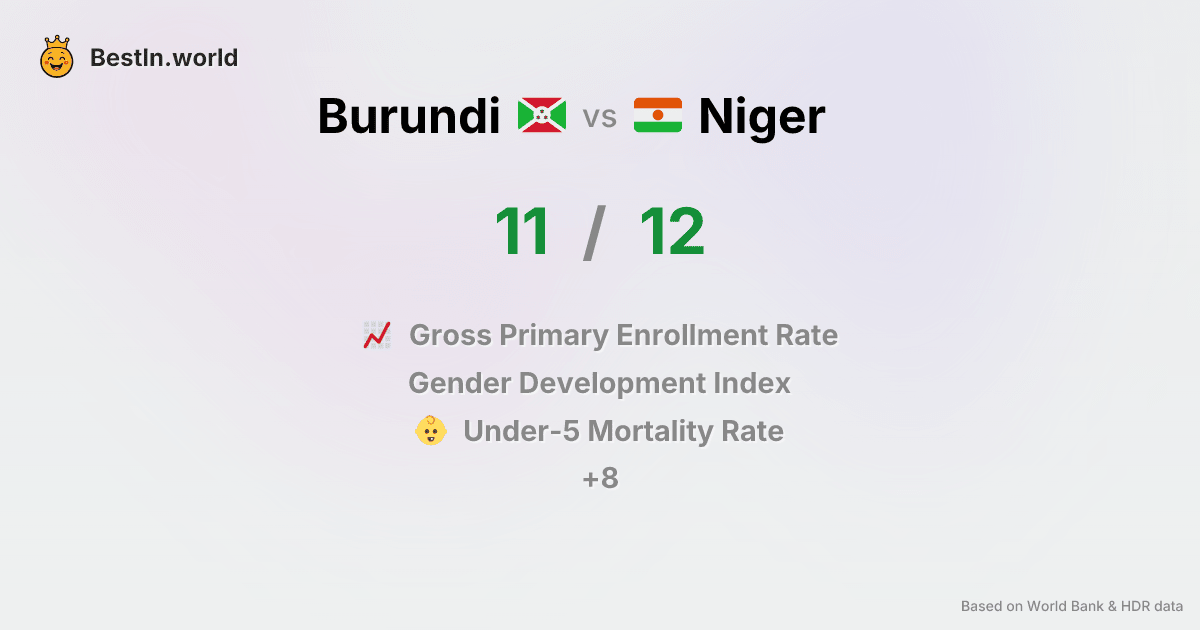 BestIn.world
Burundi vs Niger
11 / 12
Gross Primary Enrollment Rate
Gender Development Index
Under-5 Mortality Rate
+8
Based on World Bank & HDR data